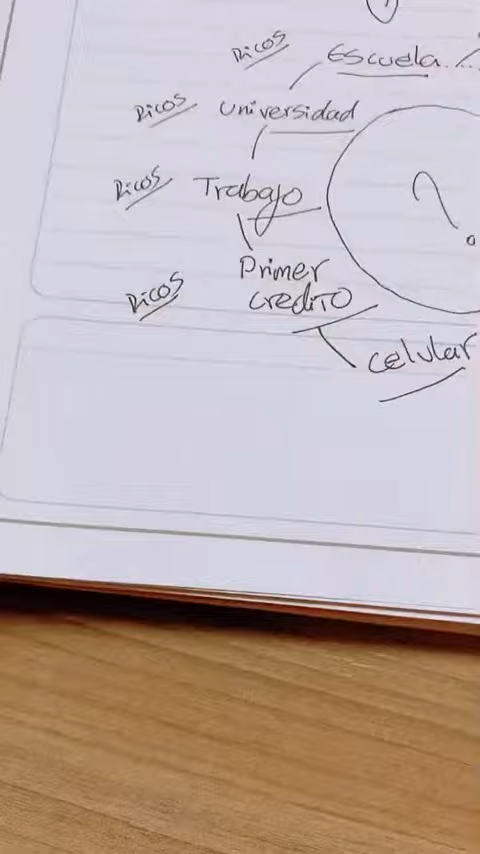 Ricos Escuela...
Ricos Universidad
Ricos Trabajo
Primer
Ricos credito
celular
?